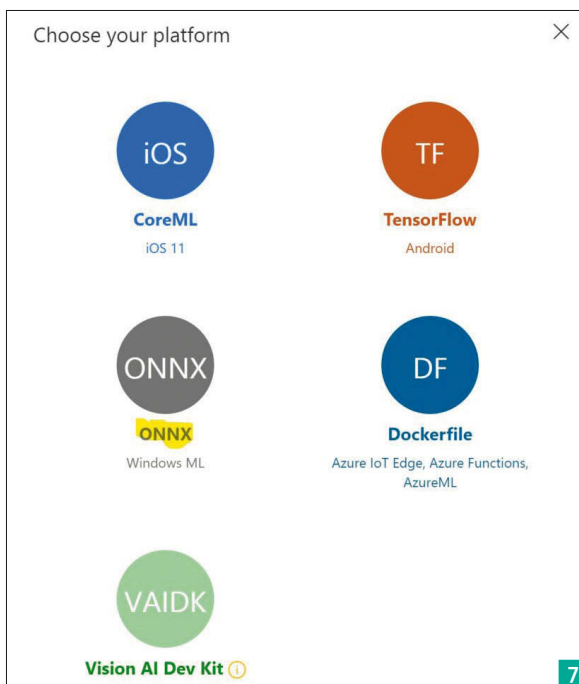 Choose your platform
iOS
TF
CoreML
TensorFlow
iOS 11
Android
ONNX
DF
ONNX
Dockerfile
Windows ML
Azure IoT Edge, Azure Functions,
AzureML
VAIDK
Vision AI Dev Kit
7